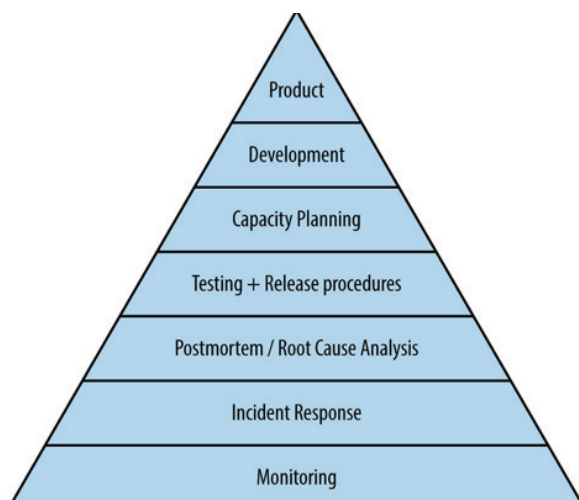 Product
Development
Capacity Planning
Testing + Release procedures
Postmortem / Root Cause Analysis
Incident Response
Monitoring